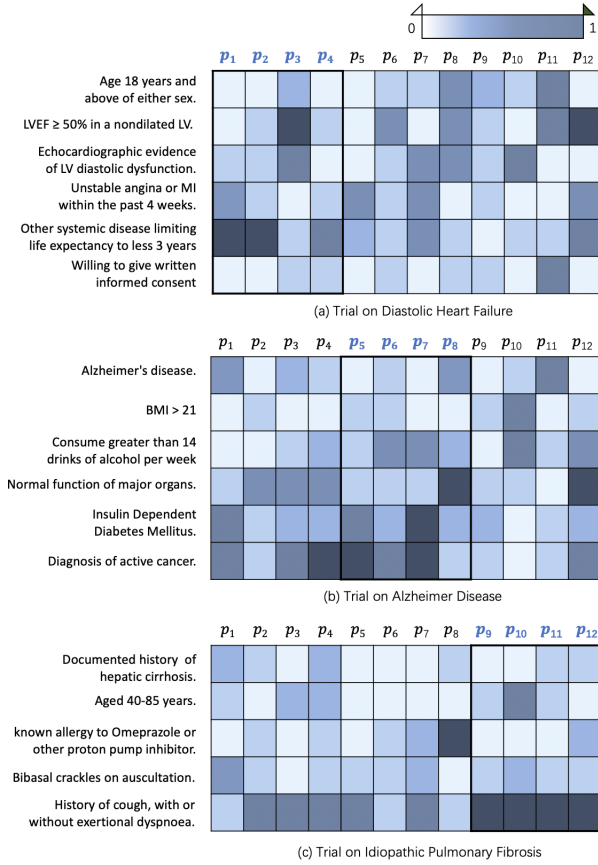 0 1
p1 p2 p3 p4 p5 p6 p7 p8 p9 p10 p11 p12
Age 18 years and
above of either sex.
LVEF ≥ 50% in a nondilated LV.
Echocardiographic evidence
of LV diastolic dysfunction.
Unstable angina or MI
within the past 4 weeks.
Other systemic disease limiting
life expectancy to less 3 years
Willing to give written
informed consent
(a) Trial on Diastolic Heart Failure
p1 p2 p3 p4 p5 p6 p7 p8 p9 p10 p11 p12
Alzheimer's disease.
BMI > 21
Consume greater than 14
drinks of alcohol per week
Normal function of major organs.
Insulin Dependent
Diabetes Mellitus.
Diagnosis of active cancer.
(b) Trial on Alzheimer Disease
p1 p2 p3 p4 p5 p6 p7 p8 p9 p10 p11 p12
Documented history of
hepatic cirrhosis.
Aged 40-85 years.
known allergy to Omeprazole or
other proton pump inhibitor.
Bibasal crackles on auscultation.
History of cough, with or
without exertional dyspnoea.
(c) Trial on Idiopathic Pulmonary Fibrosis